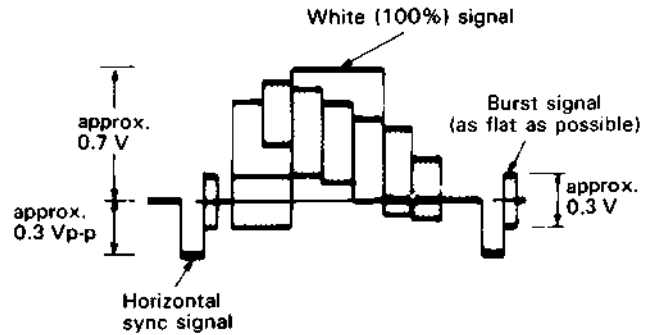 White (100%) signal
approx.
0.7 V
Burst signal
(as flat as possible)
approx.
0.3 V
approx.
0.3 Vp-p
Horizontal
sync signal